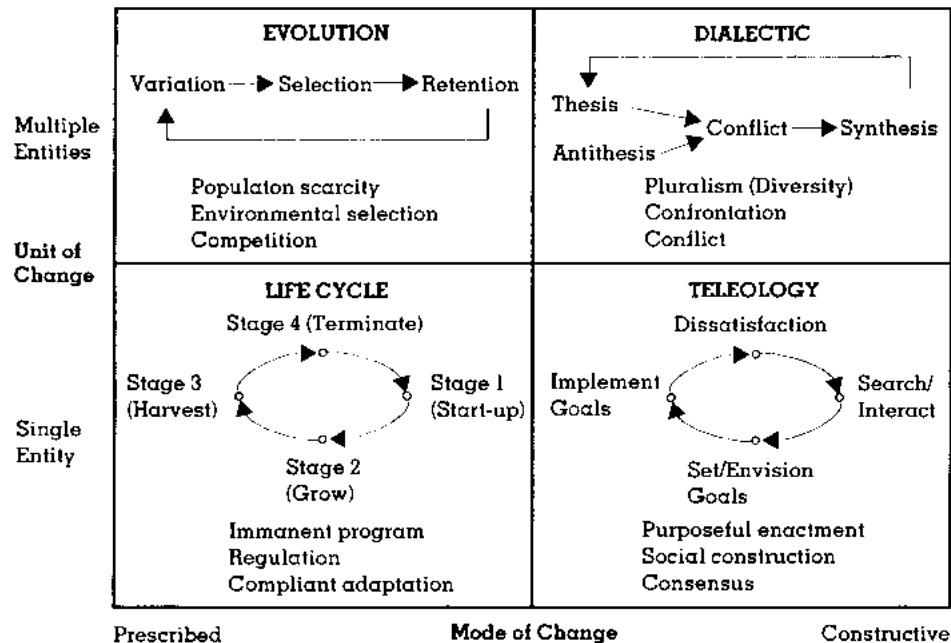 EVOLUTION
Variation Selection Retention
Populaton scarcity
Environmental selection
Competition
DIALECTIC
Thesis
Antithesis
Conflict
Synthesis
Pluralism (Diversity)
Confrontation
Conflict
Multiple
Entities
Unit of
Change
Single
Entity
LIFE CYCLE
Stage 4 (Terminate)
Stage 3
(Harvest)
Stage 1
(Start-up)
Stage 2
(Grow)
Immanent program
Regulation
Compliant adaptation
TELEOLOGY
Dissatisfaction
Implement
Goals
Search/
Interact
Set/Envision
Goals
Purposeful enactment
Social construction
Consensus
Prescribed Mode of Change Constructive